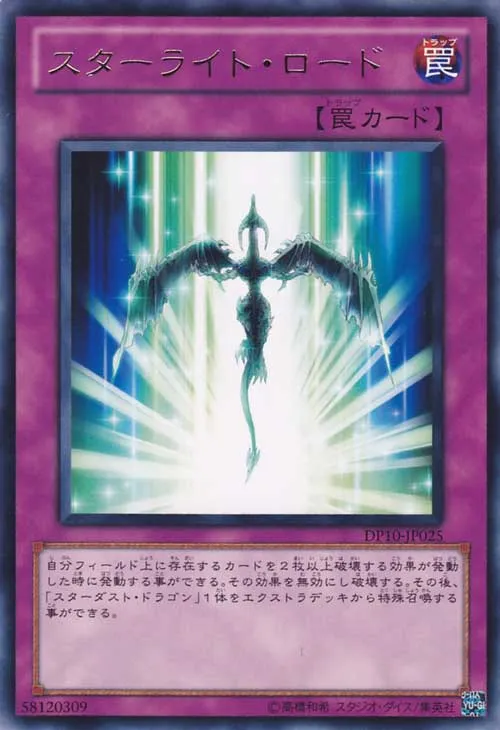 スターライト・ロード
トラップ
罠
トラップ
【罠カード】
DP10-JP025
自分フィールド上に存在するカードを2枚以上破壊する効果が発動
した時に発動する事ができる。その効果を無効にし破壊する。その後、
「スターダスト・ドラゴン」1体をエクストラデッキから特殊召喚する
事ができる。
58120309
©高橋和希 スタジオ・ダイス/集英社